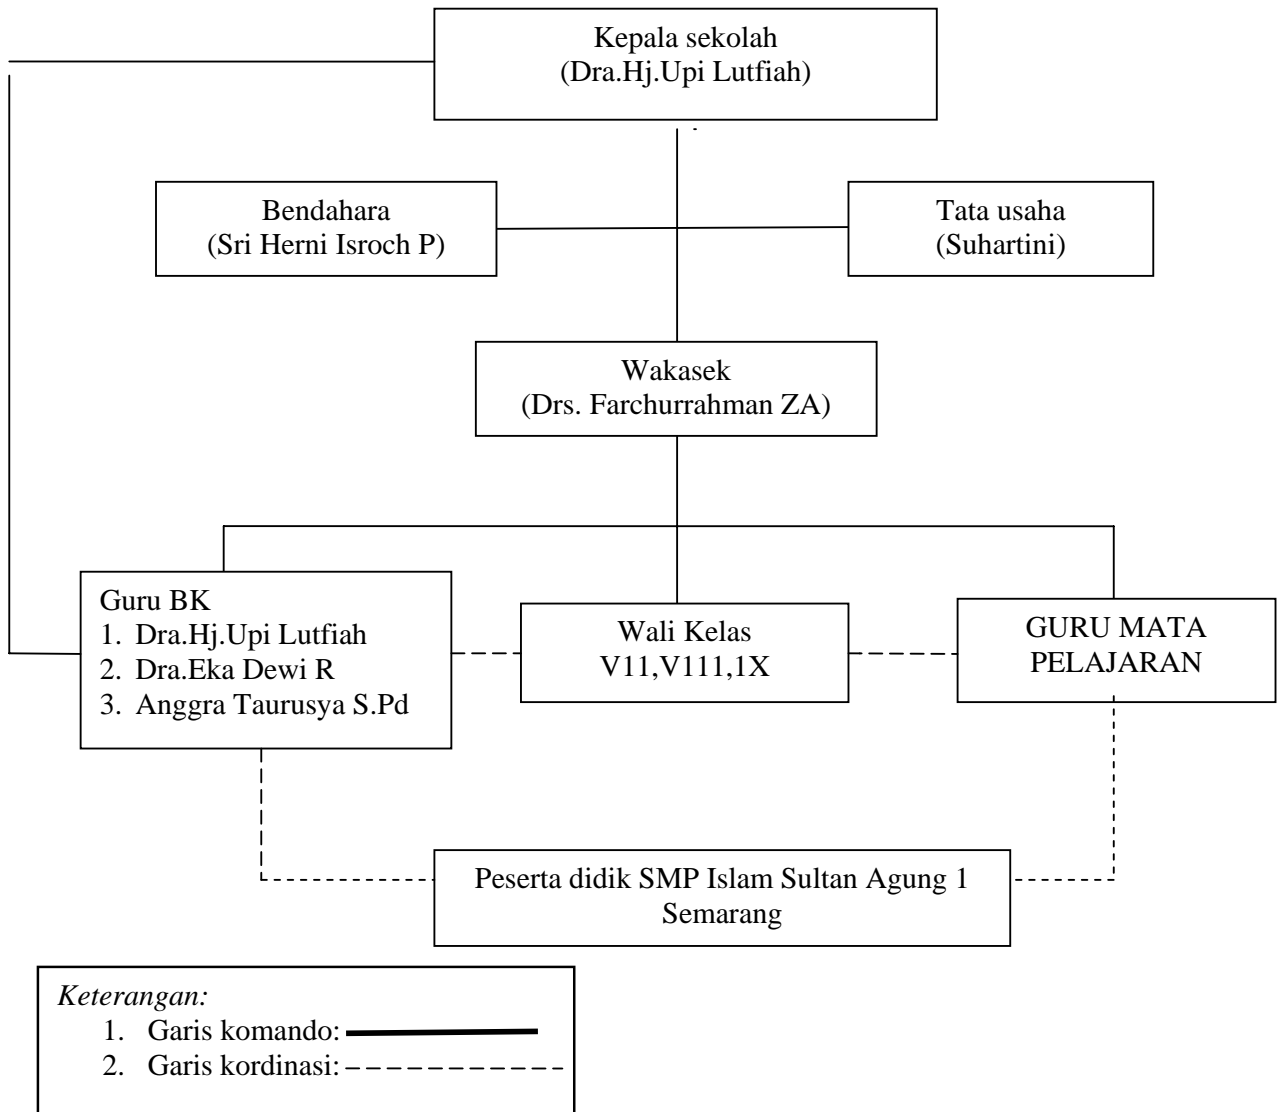 Kepala sekolah
(Dra.Hj.Upi Lutfiah)
Bendahara
(Sri Herni Isroch P)
Tata usaha
(Suhartini)
Wakasek
(Drs. Farchurrahman ZA)
Guru BK
1. Dra.Hj.Upi Lutfiah
2. Dra.Eka Dewi R
3. Anggra Taurusya S.Pd
Wali Kelas
V11,V111,1X
GURU MATA
PELAJARAN
Peserta didik SMP Islam Sultan Agung 1
Semarang
Keterangan:
1. Garis komando:
2. Garis kordinasi: